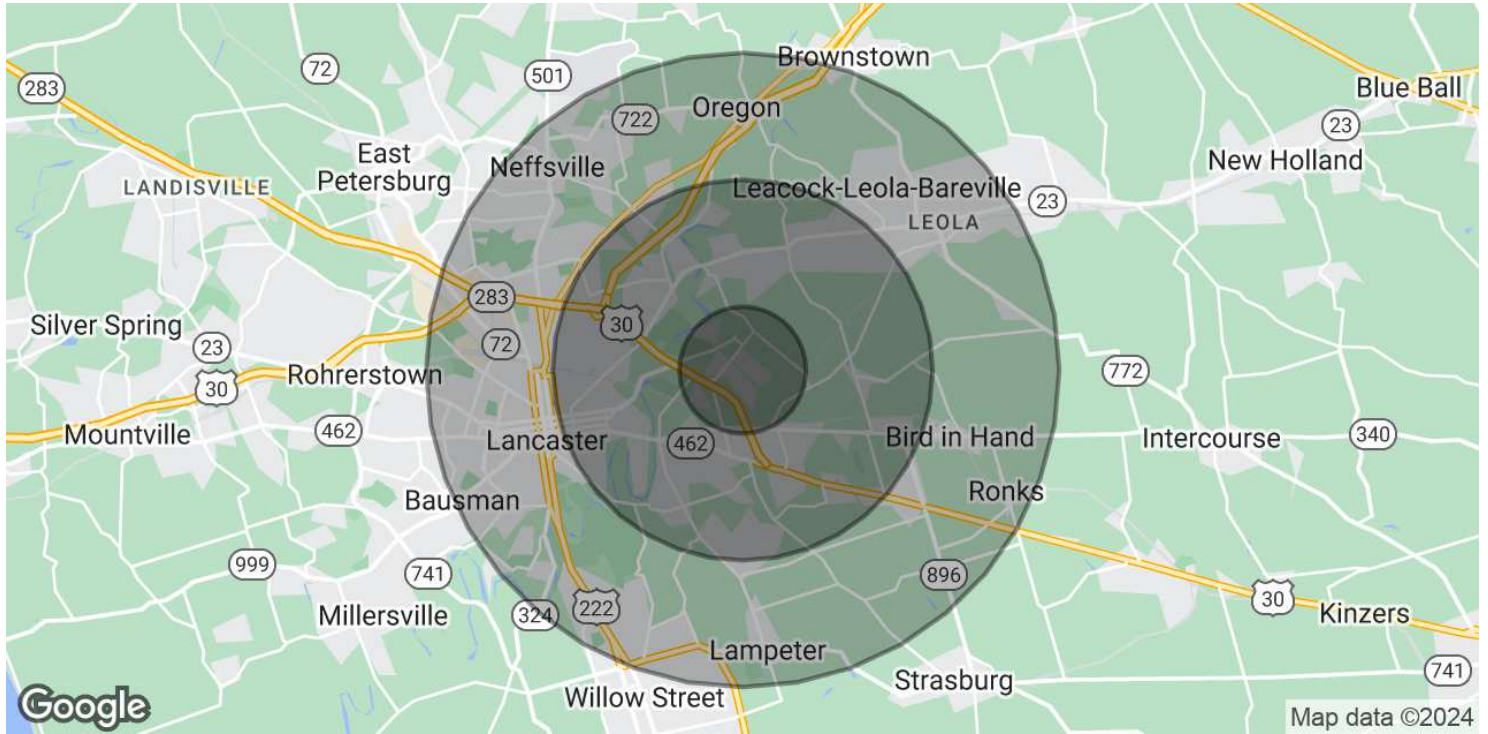 Brownstown
72
501
283
Blue Ball
Oregon
722
23
East
Petersburg
Neffsville
New Holland
LANDISVILLE
Leacock-Leola-Bareville
23
LEOLA
283
Silver Spring
30
72
23
Rohrerstown
772
30
462
Mountville
Lancaster
462
Bird in Hand
Intercourse
340
Bausman
Ronks
999
741
896
Millersville
324
222
30
Kinzers
Lampeter
741
Strasburg
Willow Street
Google
Map data ©2024